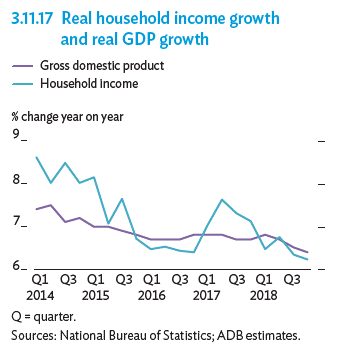 3.11.17 Real household income growth
and real GDP growth
Gross domestic product
Household income
% change year on year
9
8
7
6
Q1 Q3 Q1 Q3 Q1 Q3 Q1 Q3 Q1 Q3
2014 2015 2016 2017 2018
Q = quarter.
Sources: National Bureau of Statistics; ADB estimates.